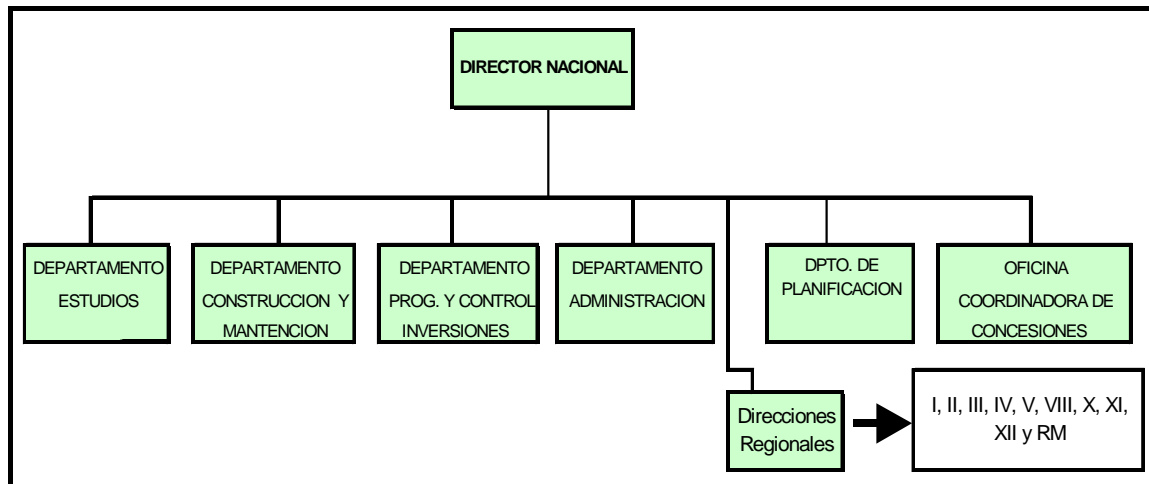 DIRECTOR NACIONAL
DEPARTAMENTO
ESTUDIOS
DEPARTAMENTO
CONSTRUCCION Y
MANTENCION
DEPARTAMENTO
PROG. Y CONTROL
INVERSIONES
DEPARTAMENTO
ADMINISTRACION
DPTO. DE
PLANIFICACION
OFICINA
COORDINADORA DE
CONCESIONES
Direcciones
Regionales
I, II, III, IV, V, VIII, X, XI,
XII y RM